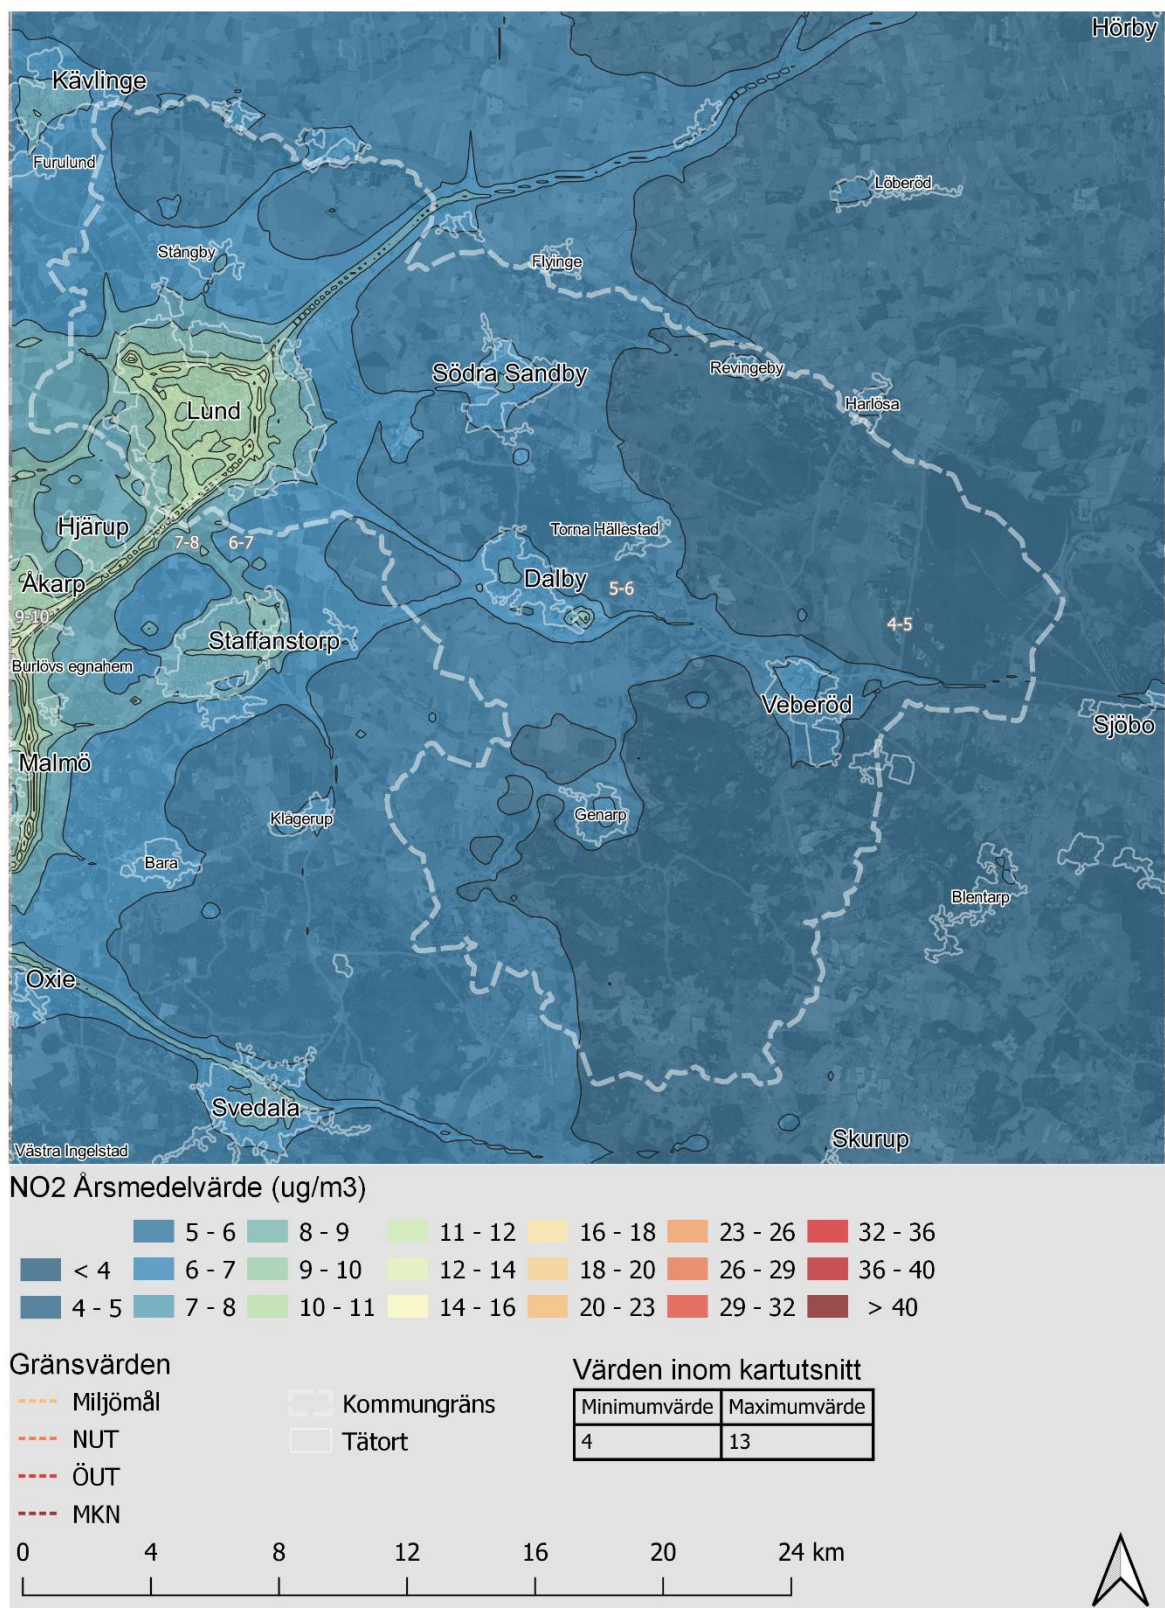 Hörby
Kävlinge
Furulund
Löberöd
Stångby
Flyinge
Revingeby
Södra Sandby
Harlösa
Lund
Hjärup
Torna Hällestad
7-8
6-7
Åkarp
Dalby
5-6
9-10
4-5
Staffanstorp
Burlövs egnahem
Veberöd
Sjöbo
Malmö
Klågerup
Genarp
Bara
Blentarp
Oxie
Svedala
Skurup
Västra Ingelstad
NO2 Årsmedelvärde (ug/m3)
5 - 6 8 - 9 11 - 12 16 - 18 23 - 26 32 - 36
< 4 6 - 7 9 - 10 12 - 14 18 - 20 26 - 29 36 - 40
4 - 5 7 - 8 10 - 11 14 - 16 20 - 23 29 - 32 > 40
Gränsvärden
Miljömål
NUT
ÖUT
MKN
Kommungräns
Tätort
Värden inom kartutsnitt
Minimumvärde Maximumvärde
4 13
0 4 8 12 16 20 24 km